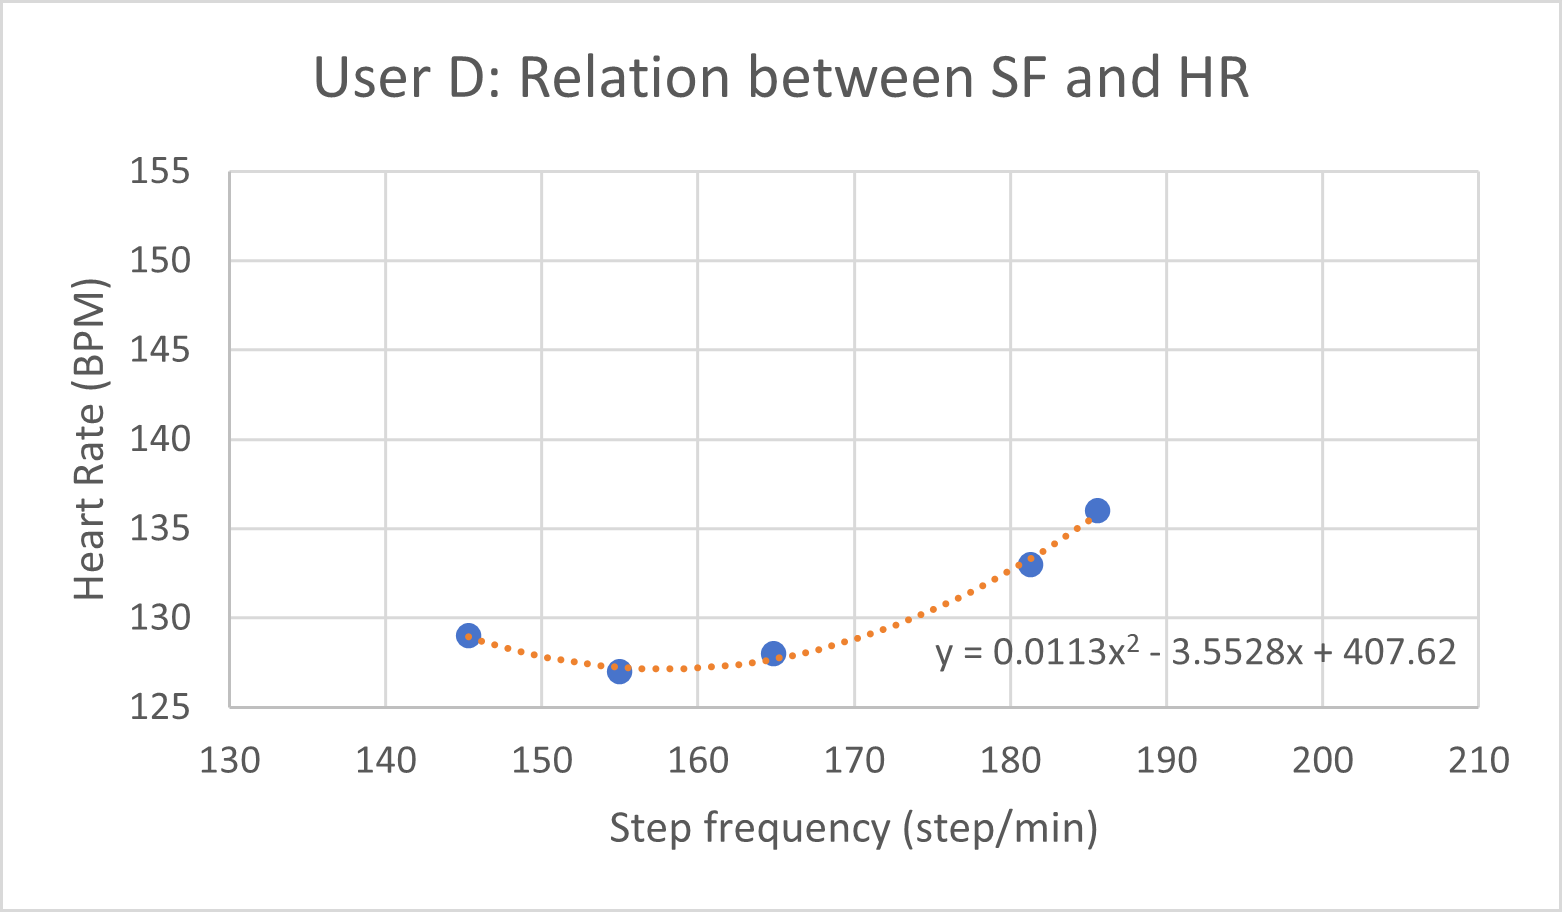 User D: Relation between SF and HR
155
150
145
140
135
130
125
Heart Rate (BPM)
y = 0.0113x² - 3.5528x + 407.62
130 140 150 160 170 180 190 200 210
Step frequency (step/min)